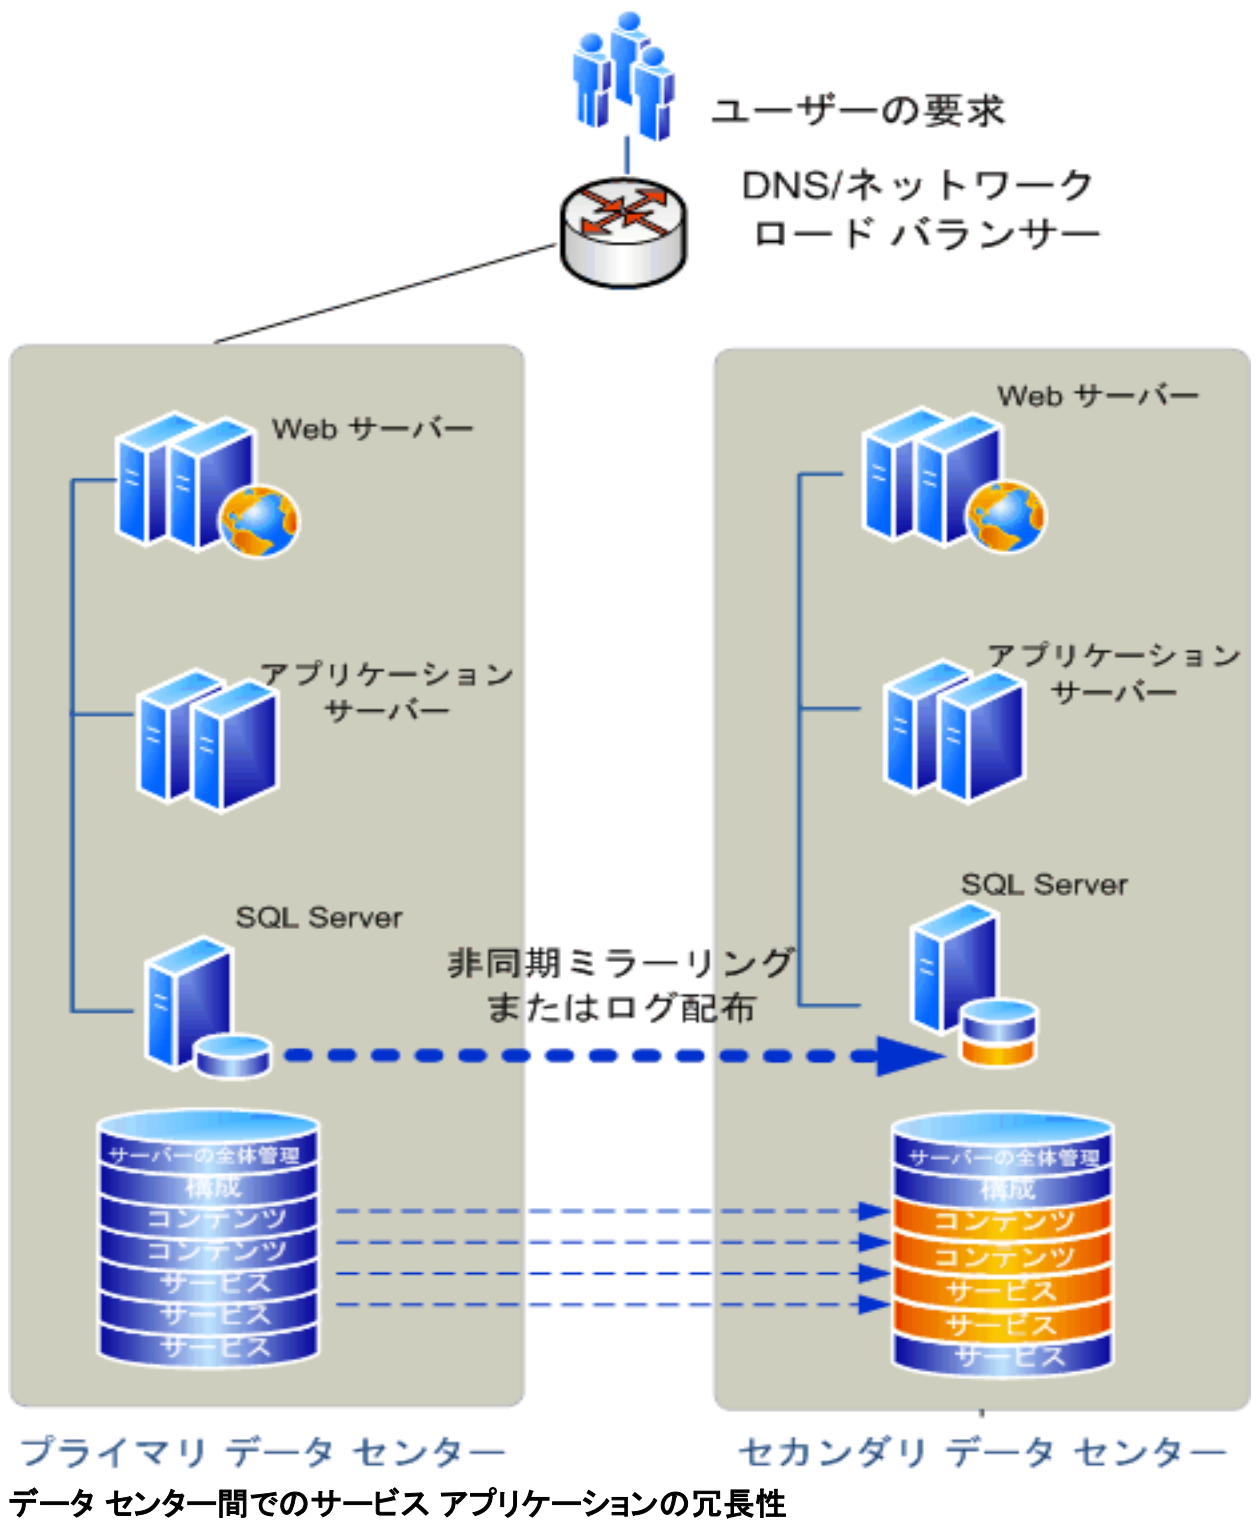 ユーザーの要求
DNS/ネットワーク
ロード バランサー
Web サーバー
アプリケーション
サーバー
SQL Server
Web サーバー
アプリケーション
サーバー
SQL Server
非同期ミラーリング
またはログ配布
サーバーの全体管理
構成
コンテンツ
コンテンツ
サービス
サービス
サービス
サーバーの全体管理
構成
コンテンツ
コンテンツ
サービス
サービス
サービス
プライマリ データ センター
セカンダリ データ センター
データ センター間でのサービス アプリケーションの冗長性